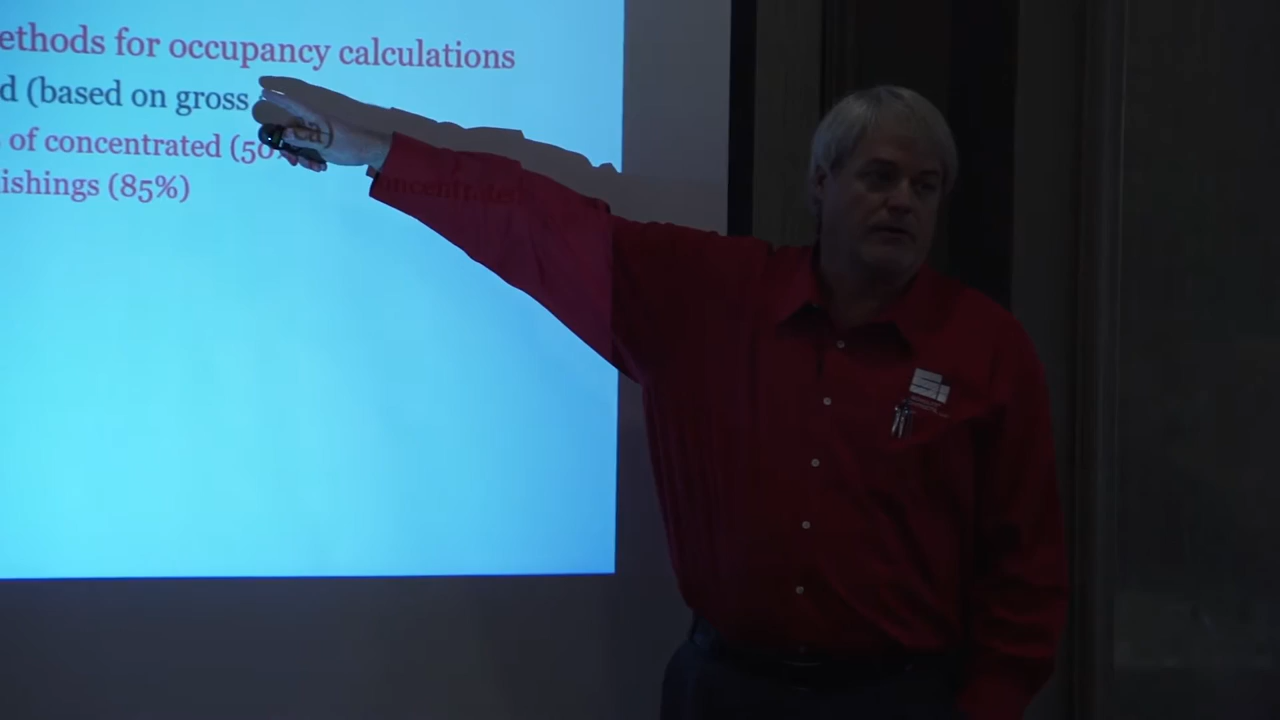 ethods for occupancy calculations
d (based on gross
of concentrated (50
ishings (85%)